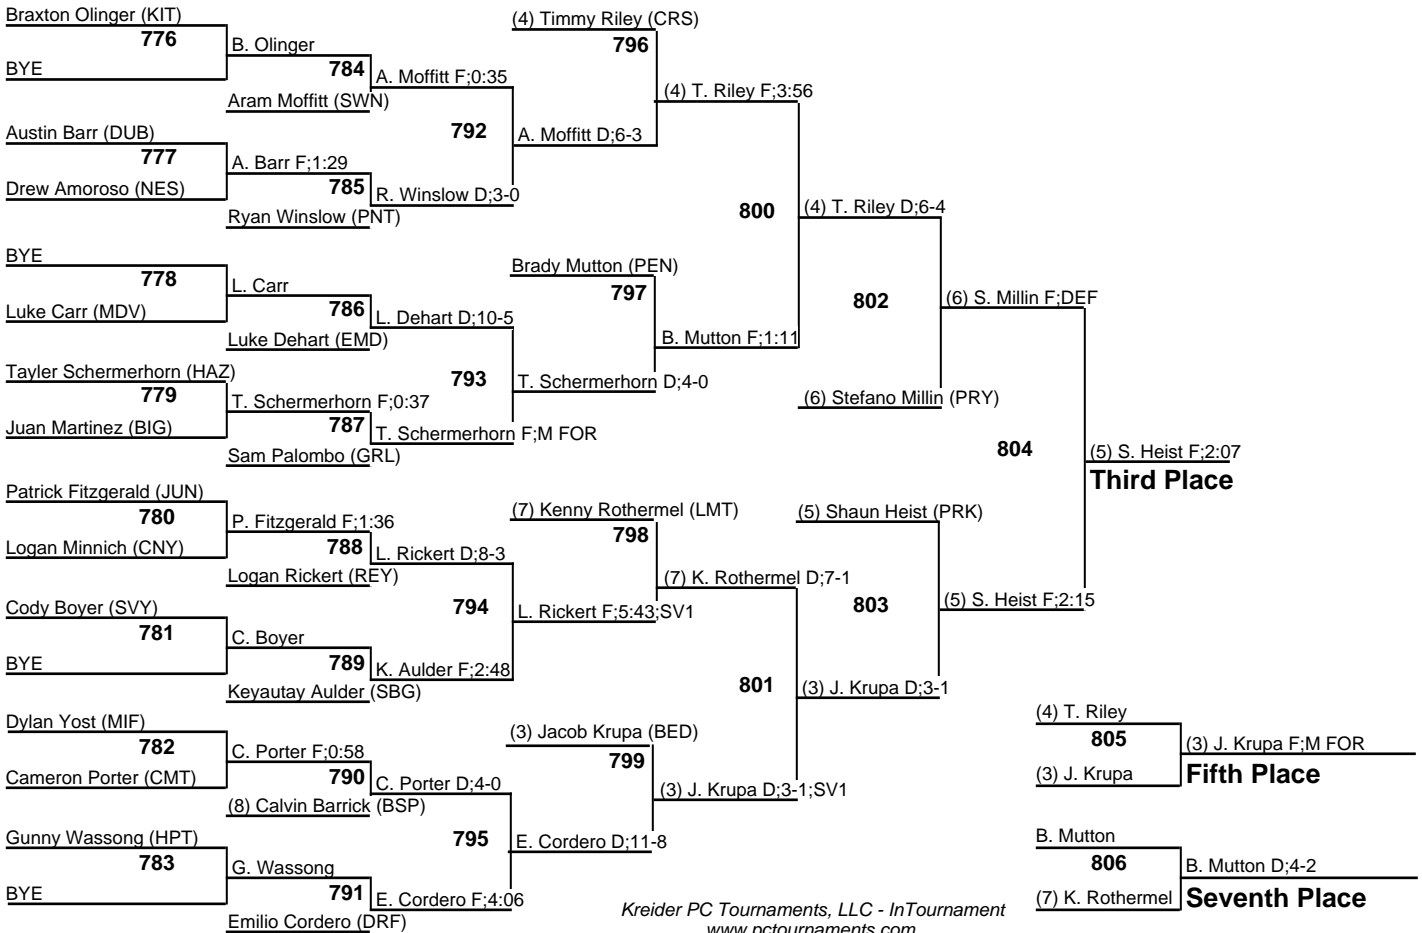 Braxton Olinger (KIT)
776
BYE
B. Olinger
784
Aram Moffitt (SWN)
A. Moffitt F;0:35
Austin Barr (DUB)
777
Drew Amoroso (NES)
A. Barr F;1:29
785
Ryan Winslow (PNT)
R. Winslow D;3-0
792
A. Moffitt D;6-3
(4) Timmy Riley (CRS)
796
(4) T. Riley F;3:56
BYE
778
Luke Carr (MDV)
L. Carr
786
Luke Dehart (EMD)
L. Dehart D;10-5
Tayler Schermerhorn (HAZ)
779
Juan Martinez (BIG)
T. Schermerhorn F;0:37
787
Sam Palombo (GRL)
T. Schermerhorn F;M FOR
793
T. Schermerhorn D;4-0
Brady Mutton (PEN)
797
B. Mutton F;1:11
800
(4) T. Riley D;6-4
802
(6) Stefano Millin (PRY)
(6) S. Millin F;DEF
Patrick Fitzgerald (JUN)
780
Logan Minnich (CNY)
P. Fitzgerald F;1:36
788
Logan Rickert (REY)
L. Rickert D;8-3
Cody Boyer (SVY)
781
BYE
C. Boyer
789
Keyautay Aulder (SBG)
K. Aulder F;2:48
794
L. Rickert F;5:43;SV1
(7) Kenny Rothermel (LMT)
798
(7) K. Rothermel D;7-1
Dylan Yost (MIF)
782
Cameron Porter (CMT)
C. Porter F;0:58
790
(8) Calvin Barrick (BSP)
C. Porter D;4-0
Gunny Wassong (HPT)
783
BYE
G. Wassong
791
Emilio Cordero (DRF)
E. Cordero F;4:06
795
E. Cordero D;11-8
(3) Jacob Krupa (BED)
799
(3) J. Krupa D;3-1;SV1
801
(3) J. Krupa D;3-1
(5) Shaun Heist (PRK)
803
(5) S. Heist F;2:15
804
(5) S. Heist F;2:07
Third Place
(4) T. Riley
805
(3) J. Krupa
(3) J. Krupa F;M FOR
Fifth Place
B. Mutton
806
(7) K. Rothermel
B. Mutton D;4-2
Seventh Place
Kreider PC Tournaments, LLC - InTournament
www.pctournaments.com